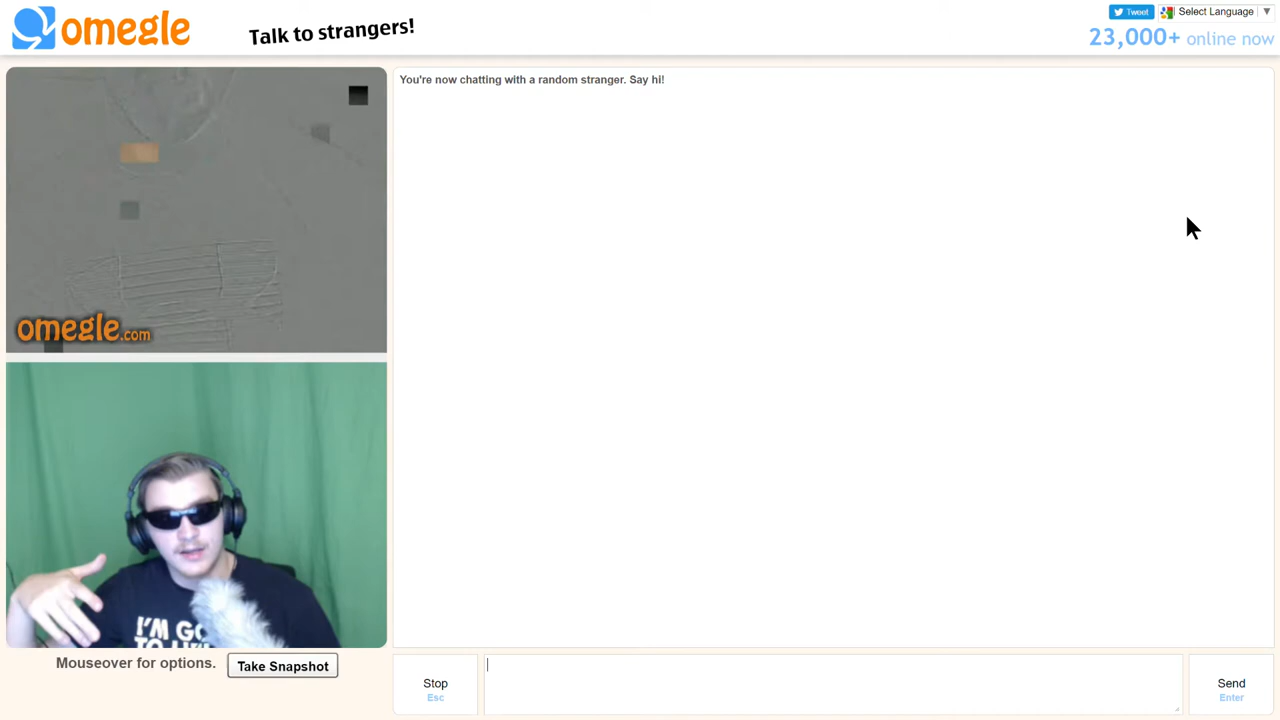 omegle
Talk to strangers!
Tweet
Select Language
23,000+ online now
You're now chatting with a random stranger. Say hi!
omegle.com
I'M GO
Mouseover for options.
Take Snapshot
Stop
Esc
Send
Enter